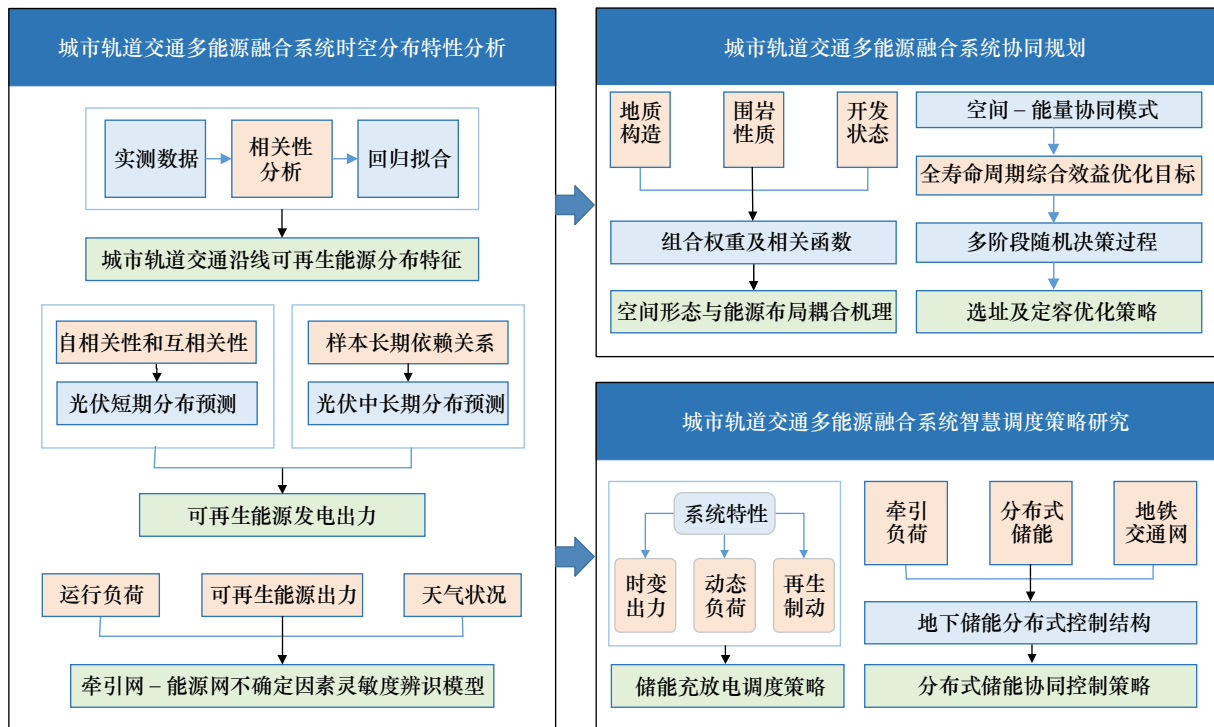 城市轨道交通多能源融合系统时空分布特性分析
实测数据
相关性
分析
回归拟合
城市轨道交通沿线可再生能源分布特征
自相关性和互相关性
光伏短期分布预测
样本长期依赖关系
光伏中长期分布预测
可再生能源发电出力
运行负荷
可再生能源出力
天气状况
牵引网－能源网不确定因素灵敏度辨识模型
城市轨道交通多能源融合系统协同规划
地质
构造
围岩
性质
开发
状态
组合权重及相关函数
空间形态与能源布局耦合机理
空间－能量协同模式
全寿命周期综合效益优化目标
多阶段随机决策过程
选址及定容优化策略
城市轨道交通多能源融合系统智慧调度策略研究
系统特性
时变
出力
动态
负荷
再生
制动
储能充放电调度策略
牵引
负荷
分布式
储能
地铁
交通网
地下储能分布式控制结构
分布式储能协同控制策略